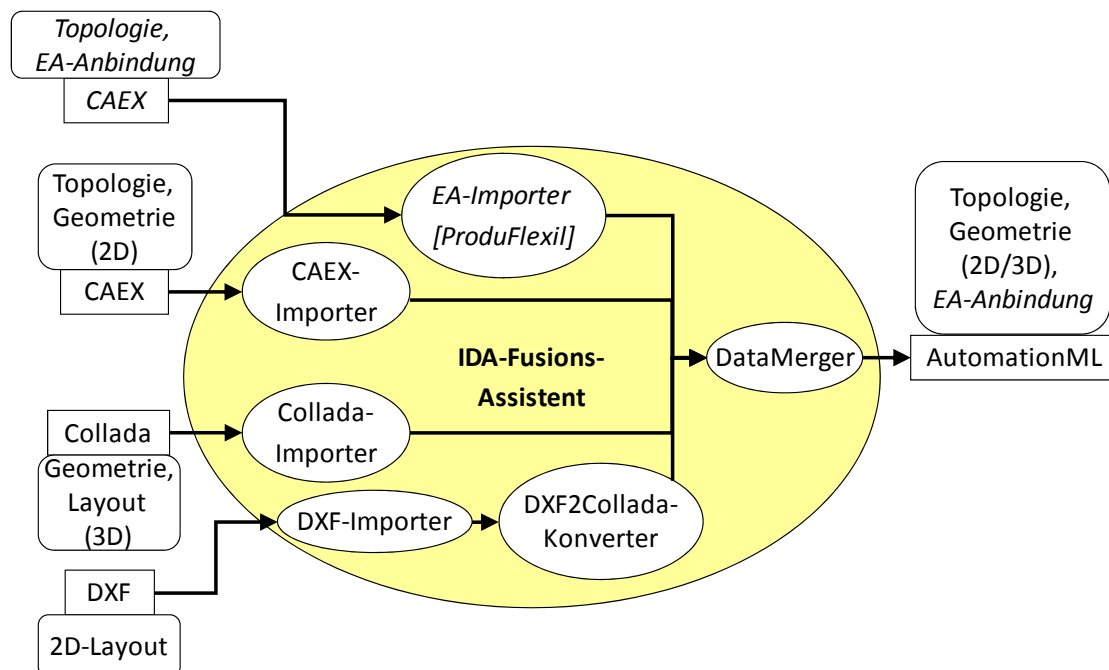 Topologie,
EA-Anbindung
CAEX
Topologie,
Geometrie
(2D)
CAEX
EA-Importer
[ProduFlexil]
CAEX-
Importer
IDA-Fusions-
Assistent
DataMerger
Topologie,
Geometrie
(2D/3D),
EA-Anbindung
AutomationML
Collada
Geometrie,
Layout
(3D)
Collada-
Importer
DXF-Importer
DXF2Collada-
Konverter
DXF
2D-Layout